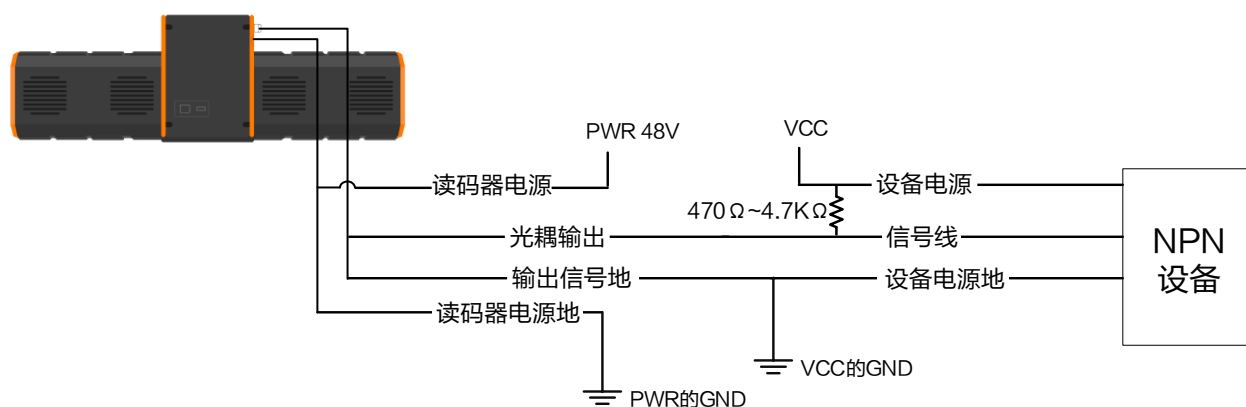 PWR 48V
VCC
读码器电源
设备电源
470Ω~4.7KΩ
光耦输出
信号线
NPN
设备
输出信号地
设备电源地
读码器电源地
VCC的GND
PWR的GND